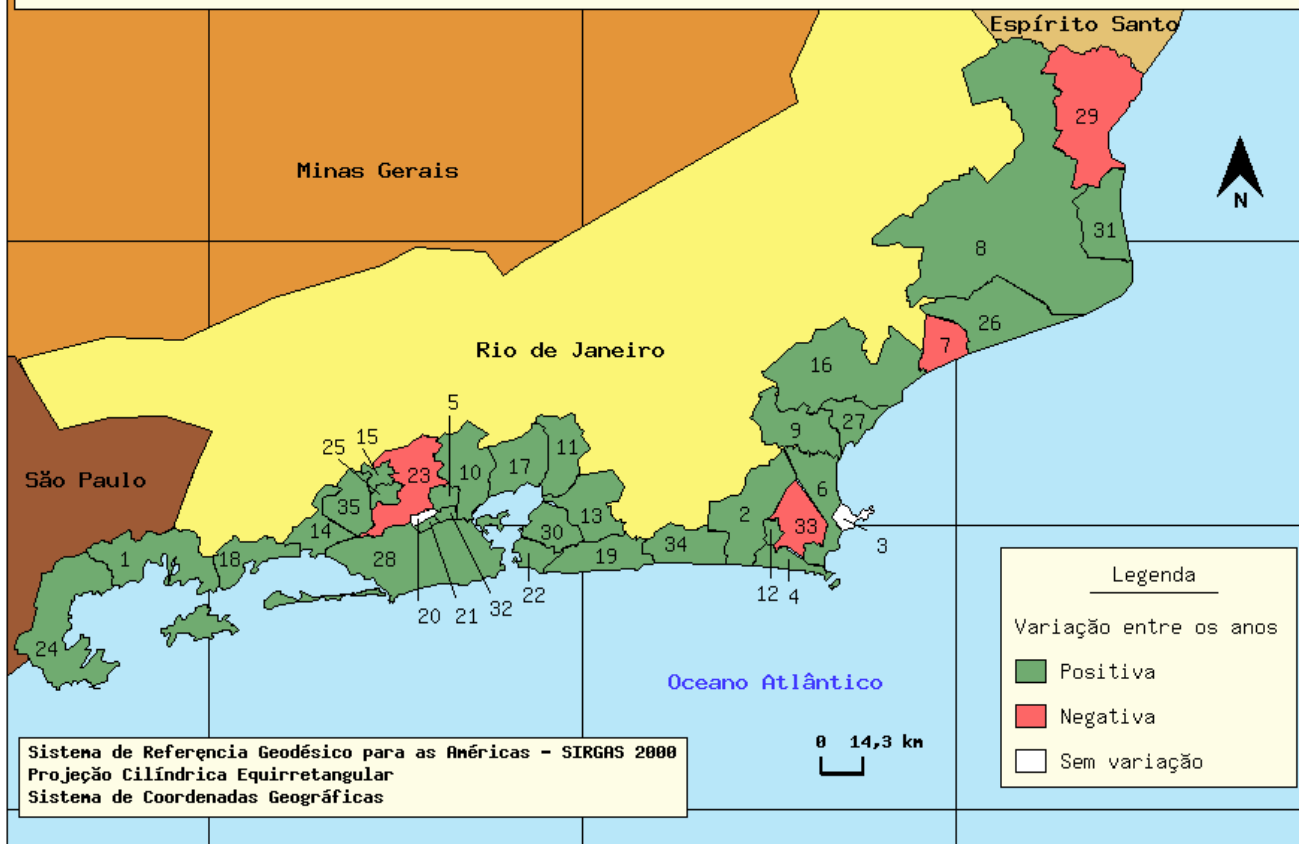 Espírito Santo
29
Minas Gerais
N
31
8
26
Rio de Janeiro
7
16
5
15
25
11
27
9
17
23
10
São Paulo
6
35
13
2
33
14
30
3
34
28
19
1
18
12
4
22
32
21
20
24
Oceano Atlântico
Legenda
Variação entre os anos
Positiva
Negativa
Sem variação
0 14,3 km
Sistema de Referencia Geodésico para as Américas - SIRGAS 2000
Projeção Cilíndrica Equirretangular
Sistema de Coordenadas Geográficas